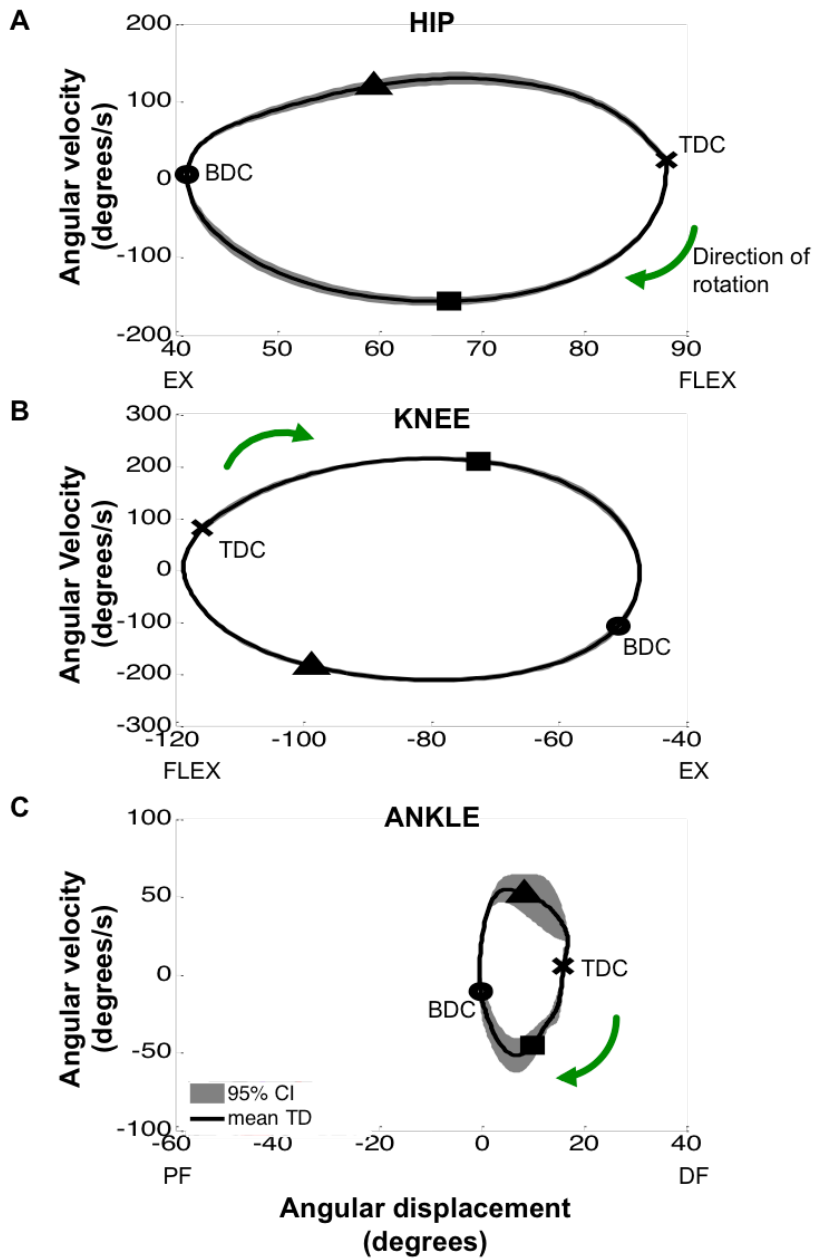 A
HIP
200
100
0
-100
-200
Angular velocity
(degrees/s)
TDC
BDC
Direction of
rotation
40 50 60 70 80 90
EX FLEX
B
KNEE
300
200
100
0
-100
-200
-300
Angular Velocity
(degrees/s)
TDC
BDC
-120 -100 -80 -60 -40
FLEX EX
C
ANKLE
100
50
0
-50
-100
Angular velocity
(degrees/s)
TDC
BDC
95% CI
mean TD
-60 -40 -20 0 20 40
PF DF
Angular displacement
(degrees)